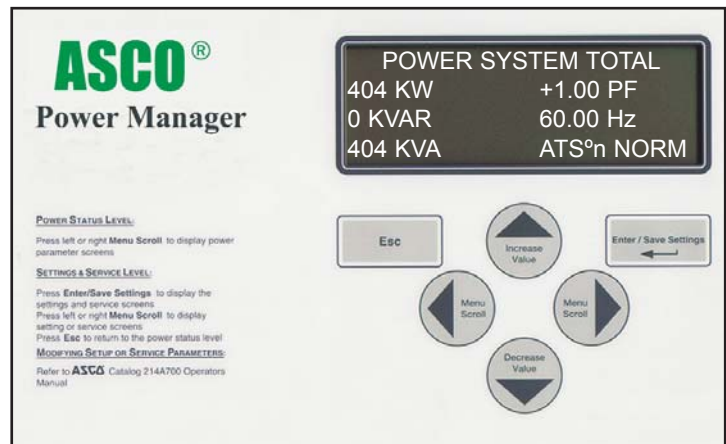 ASCO®
Power Manager
POWER SYSTEM TOTAL
404 KW +1.00 PF
0 KVAR 60.00 Hz
404 KVA ATSºn NORM
POWER STATUS LEVEL:
Press left or right Menu Scroll to display power
parameter screens
SETTINGS & SERVICE LEVEL:
Press Enter/Save Settings to display the
settings and service screens
Press left or right Menu Scroll to display
setting or service screens
Press Esc to return to the power status level
MODIFYING SETUP OR SERVICE PARAMETERS:
Refer to ASCO Catalog 214A700 Operators
Manual
Esc
Increase
Value
Enter / Save Settings
Menu
Scroll
Menu
Scroll
Decrease
Value